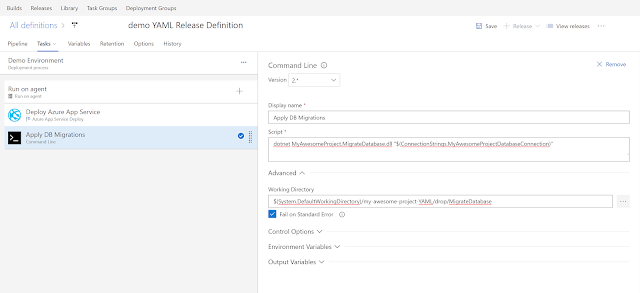 Builds Releases Library Task Groups Deployment Groups
All definitions › demo YAML Release Definition Save + Release View releases ...
Pipeline Tasks Variables Retention Options History
Demo Environment ...
Deployment process
Run on agent
Run on agent
Deploy Azure App Service
Azure App Service Deploy
Apply DB Migrations
Command Line
Command Line
× Remove
Version 2.*
Display name *
Apply DB Migrations
Script *
dotnet MyAwesomeProject.MigrateDatabase.dll "$(ConnectionStrings.MyAwesomeProjectDatabaseConnection)"
Advanced
Working Directory
$(System.DefaultWorkingDirectory)/my-awesome-project-YAML/drop/MigrateDatabase ...
Fail on Standard Error
Control Options
Environment Variables
Output Variables